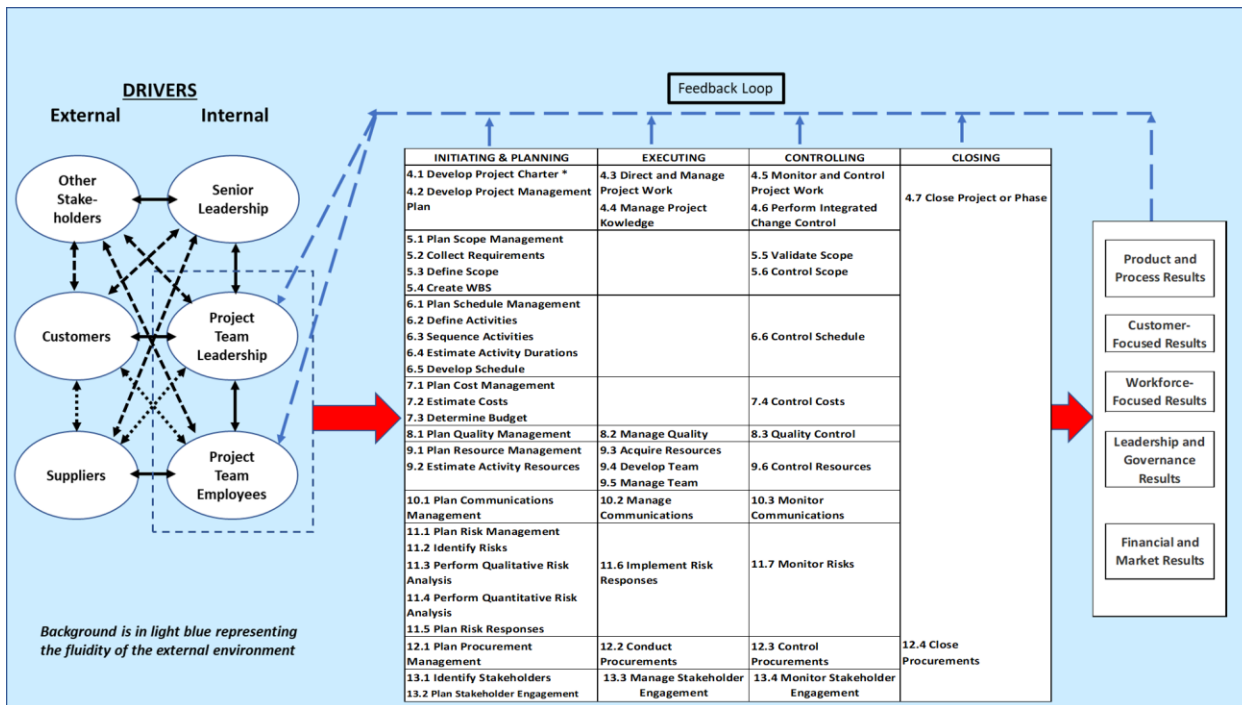 Feedback Loop
DRIVERS
External Internal
Other
Stake-
holders
Senior
Leadership
Customers
Project
Team
Leadership
Suppliers
Project
Team
Employees
Background is in light blue representing
the fluidity of the external environment
INITIATING & PLANNING EXECUTING CONTROLLING CLOSING
4.1 Develop Project Charter *
4.2 Develop Project Management
Plan
4.3 Direct and Manage
Project Work
4.4 Manage Project
Kowledge
4.5 Monitor and Control
Project Work
4.6 Perform Integrated
Change Control
4.7 Close Project or Phase
5.1 Plan Scope Management
5.2 Collect Requirements
5.3 Define Scope
5.4 Create WBS
5.5 Validate Scope
5.6 Control Scope
6.1 Plan Schedule Management
6.2 Define Activities
6.3 Sequence Activities
6.4 Estimate Activity Durations
6.5 Develop Schedule
6.6 Control Schedule
7.1 Plan Cost Management
7.2 Estimate Costs
7.3 Determine Budget
7.4 Control Costs
8.1 Plan Quality Management
8.2 Manage Quality
8.3 Quality Control
9.1 Plan Resource Management
9.2 Estimate Activity Resources
9.3 Acquire Resources
9.4 Develop Team
9.5 Manage Team
9.6 Control Resources
10.1 Plan Communications
Management
10.2 Manage
Communications
10.3 Monitor
Communications
11.1 Plan Risk Management
11.2 Identify Risks
11.3 Perform Qualitative Risk
Analysis
11.4 Perform Quantitative Risk
Analysis
11.5 Plan Risk Responses
11.6 Implement Risk
Responses
11.7 Monitor Risks
12.1 Plan Procurement
Management
12.2 Conduct
Procurements
12.3 Control
Procurements
12.4 Close
Procurements
13.1 Identify Stakeholders
13.2 Plan Stakeholder Engagement
13.3 Manage Stakeholder
Engagement
13.4 Monitor Stakeholder
Engagement
Product and
Process Results
Customer-
Focused Results
Workforce-
Focused Results
Leadership and
Governance
Results
Financial and
Market Results